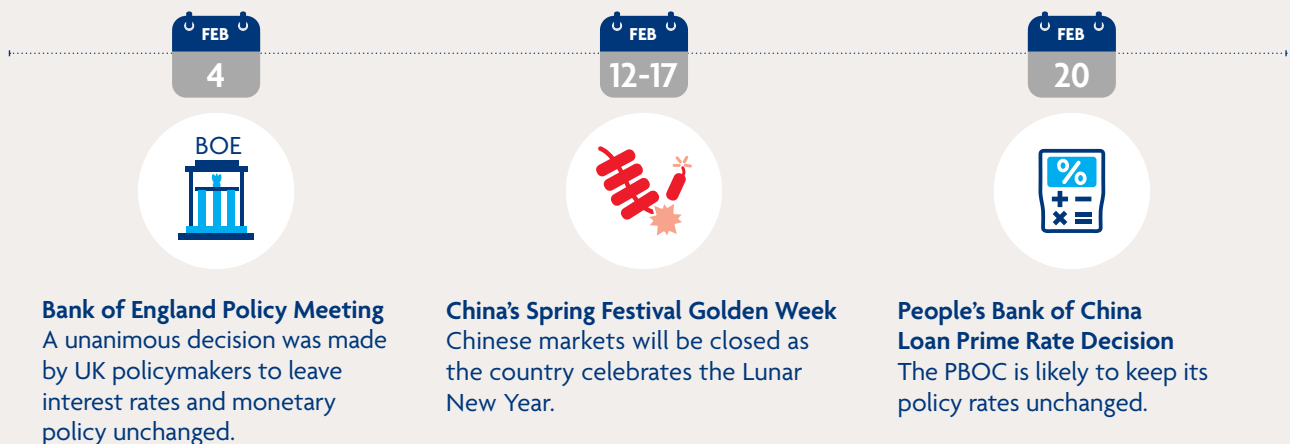 FEB
4
BOE
Bank of England Policy Meeting
A unanimous decision was made
by UK policymakers to leave
interest rates and monetary
policy unchanged.
FEB
12-17
China's Spring Festival Golden Week
Chinese markets will be closed as
the country celebrates the Lunar
New Year.
FEB
20
%
+ −
× =
People's Bank of China
Loan Prime Rate Decision
The PBOC is likely to keep its
policy rates unchanged.